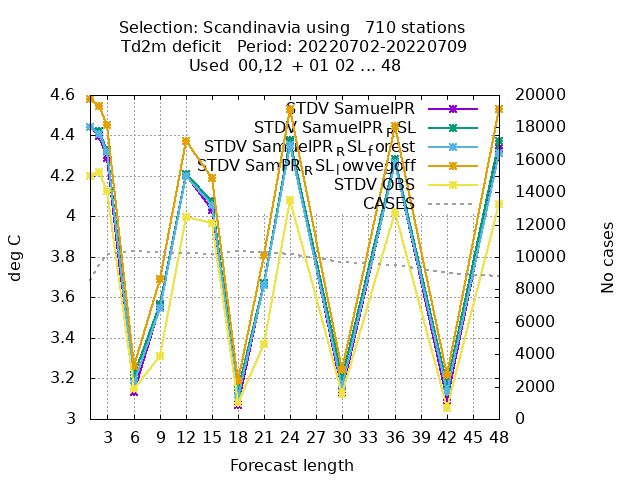 Selection: Scandinavia using   710 stations
Td2m deficit   Period: 20220702-20220709
Used  00,12  + 01 02 ... 48
4.6
4.4
4.2
4
3.8
3.6
3.4
3.2
3
deg C
20000
18000
16000
14000
12000
10000
8000
6000
4000
2000
0
No cases
STDV SamuelPR
STDV SamuelPR_RSL
STDV SamuelPR_RSL_forest
STDV SamPR_RSL_lowvegoff
STDV OBS
CASES
3 6 9 12 15 18 21 24 27 30 33 36 39 42 45 48
Forecast length